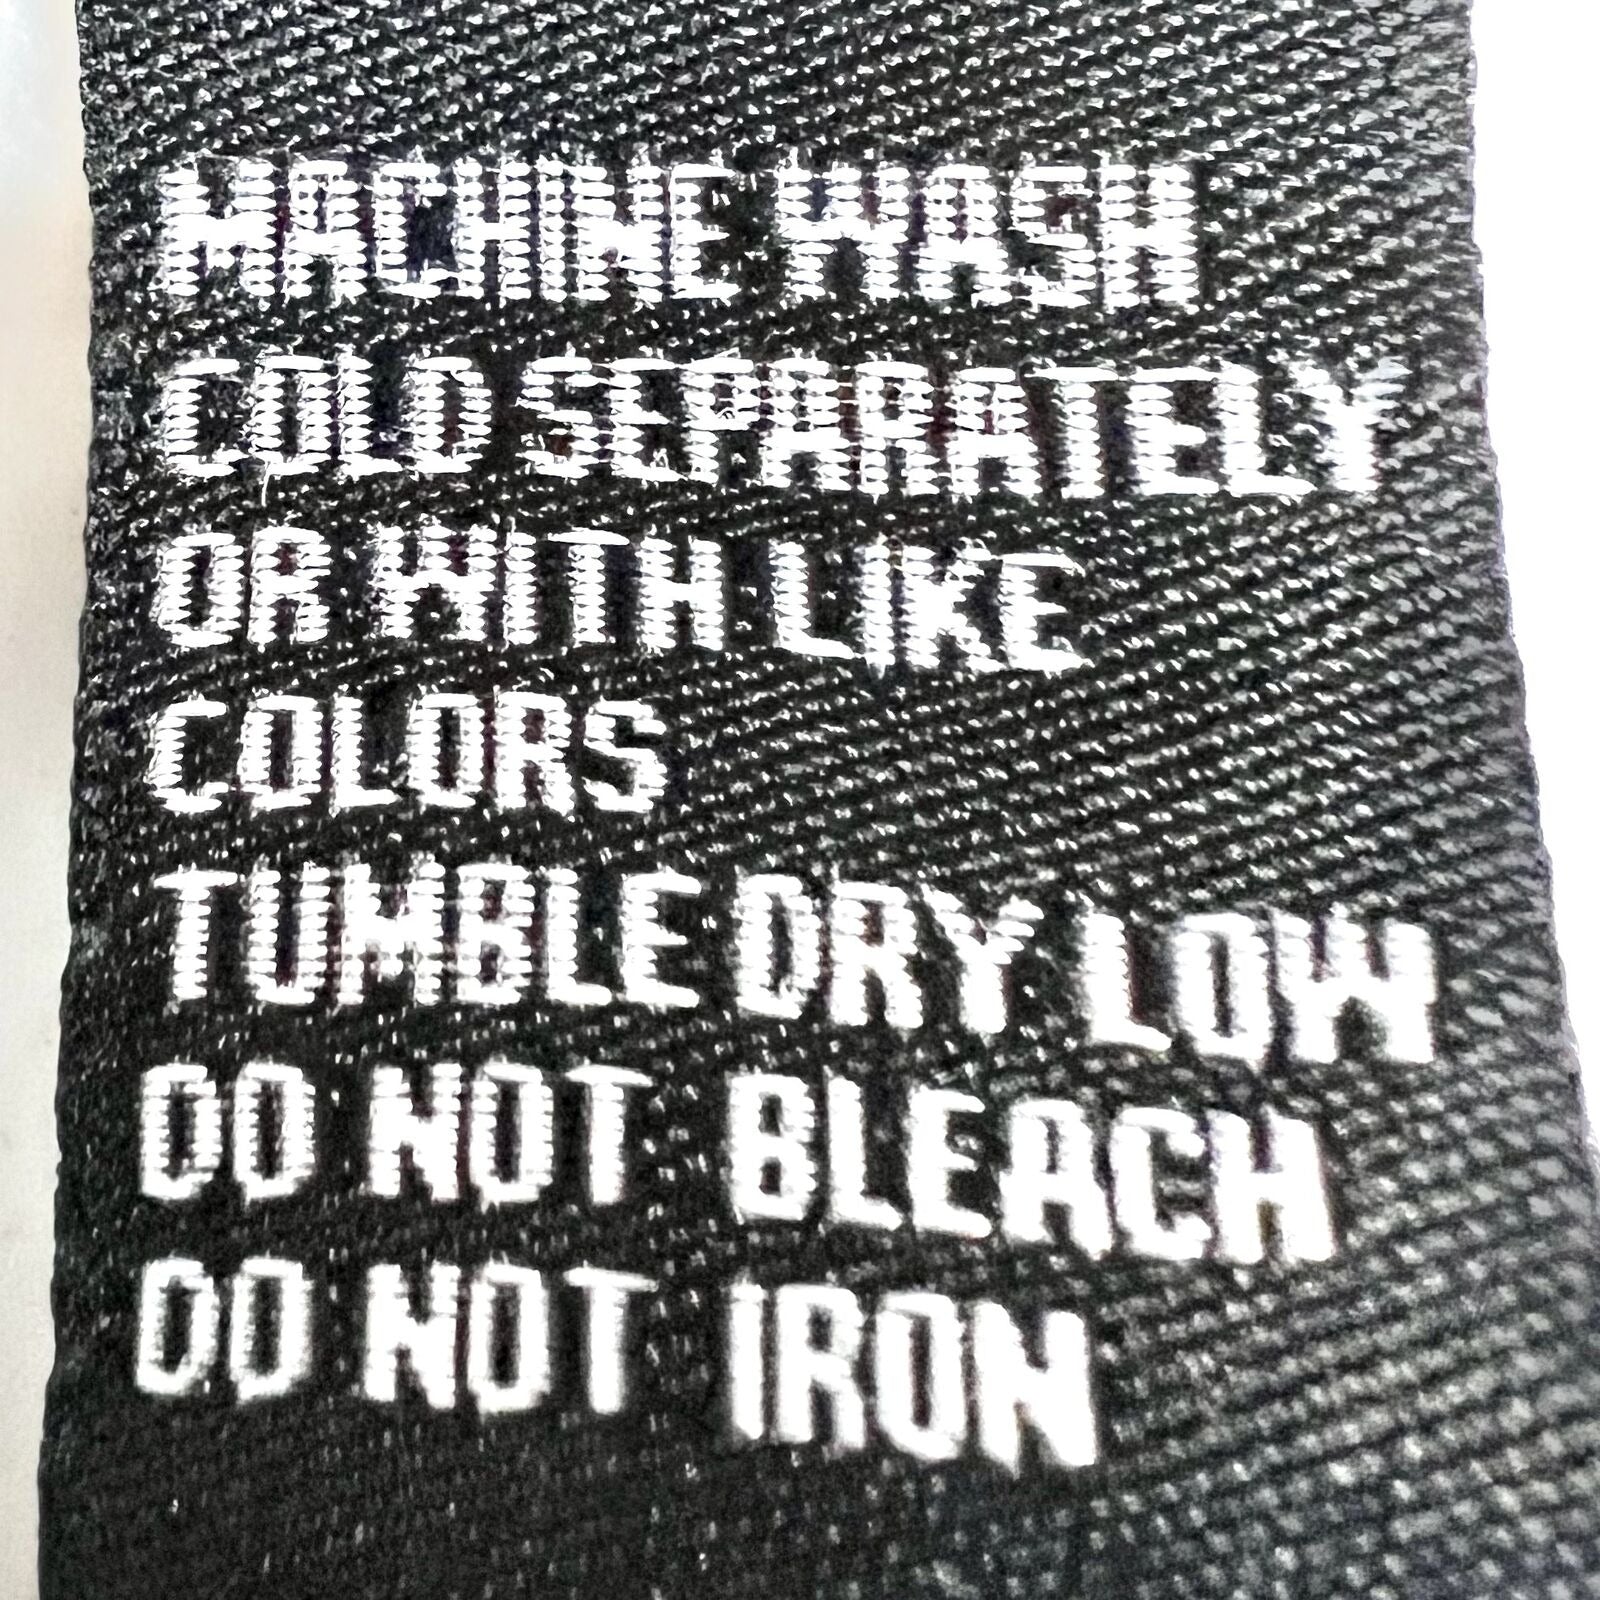 MACHINE WASH
COLD SEPARATELY
OR WITH LIKE
COLORS
TUMBLE DRY LOW
DO NOT BLEACH
DO NOT IRON